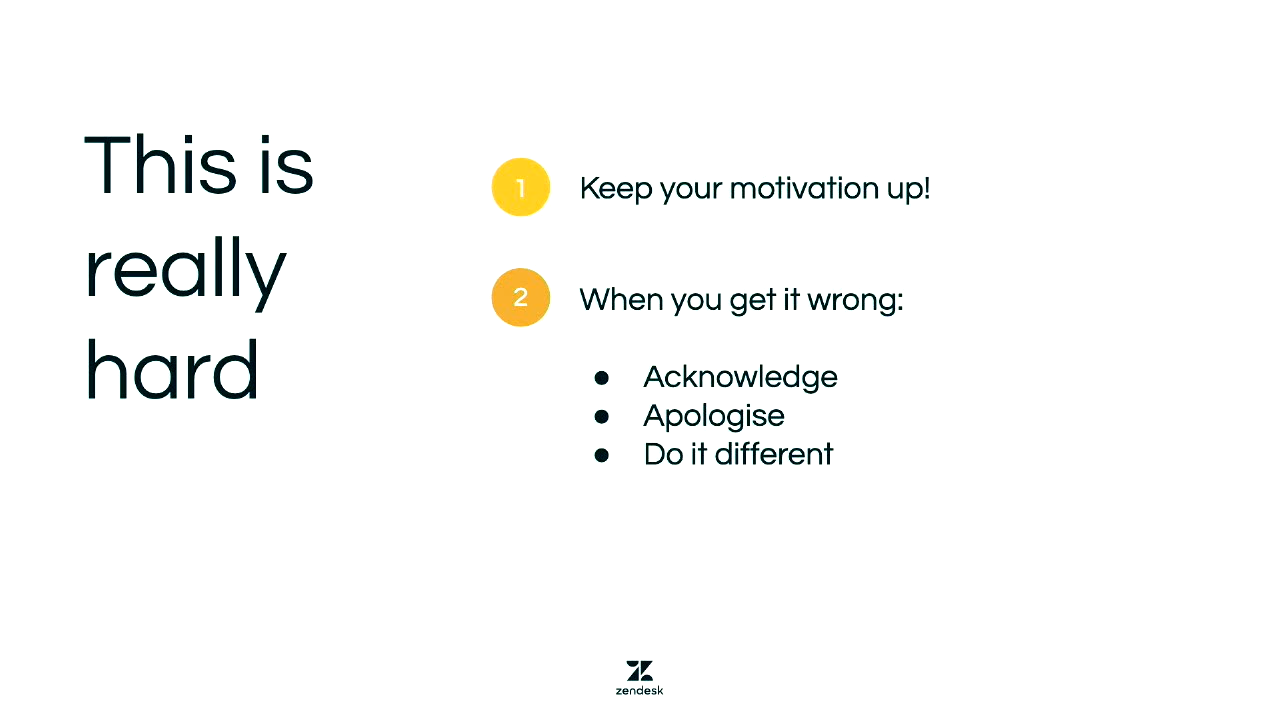 This is
really
hard
1 Keep your motivation up!
2 When you get it wrong:
● Acknowledge
● Apologise
● Do it different
zendesk